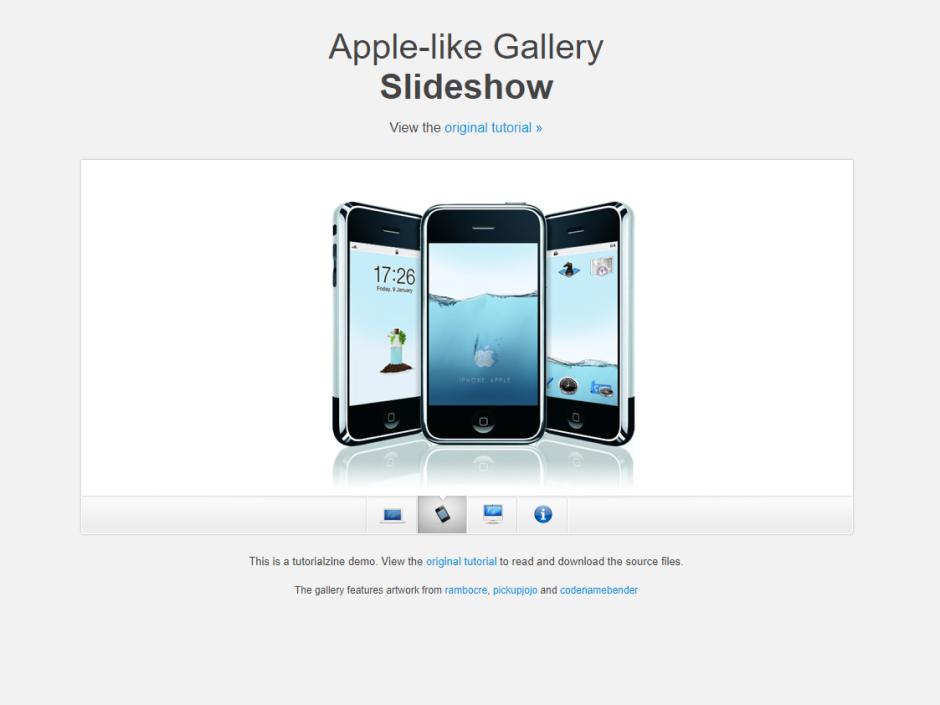 Apple-like Gallery
Slideshow
View the original tutorial »
17:26
Friday, 9 January
IPHONE APPLE
This is a tutorialzine demo. View the original tutorial to read and download the source files.
The gallery features artwork from rambocre, pickupjojo and codenamebender